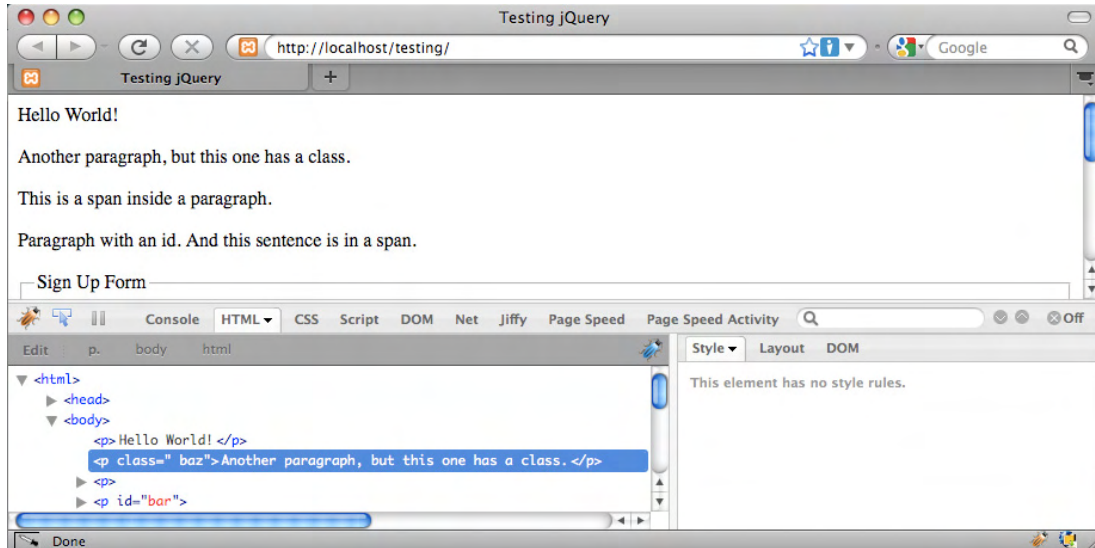 Testing jQuery
http://localhost/testing/
Google
Testing jQuery
+
Hello World!
Another paragraph, but this one has a class.
This is a span inside a paragraph.
Paragraph with an id. And this sentence is in a span.
Sign Up Form
Console HTML CSS Script DOM Net Jiffy Page Speed Page Speed Activity Off
Edit p. body html
Style Layout DOM
This element has no style rules.
<html>
<head>
<body>
<p>Hello World!</p>
<p class=" baz">Another paragraph, but this one has a class.</p>
<p>
<p id="bar">
Done